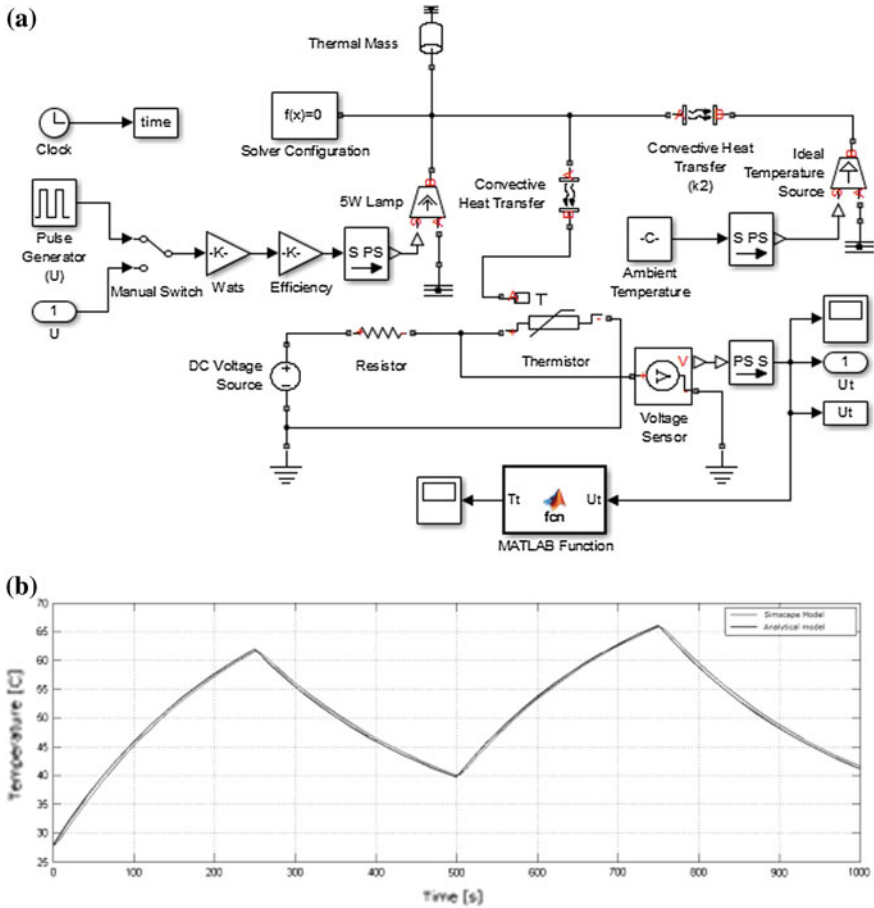 (a)
Thermal Mass
f(x)=0
Solver Configuration
Clock
time
Pulse
Generator
(U)
1
U
Manual Switch
-K-
Wats
-K-
Efficiency
S PS
5W Lamp
S
A
B
Convective
Heat Transfer
A
B
A
B
Convective Heat
Transfer
(k2)
Ideal
Temperature
Source
S
A
B
-C-
Ambient
Temperature
S PS
A
T
DC Voltage
Source
+
-
+
-
Resistor
+
-
Thermistor
+
V
-
Voltage
Sensor
PS S
1
Ut
Ut
Tt
fcn
Ut
MATLAB Function
(b)
Temperature [C]
70
65
60
55
50
45
40
35
30
25
0
100
200
300
400
500
600
700
800
900
1000
Time [s]
Simscape Model
Analytical model